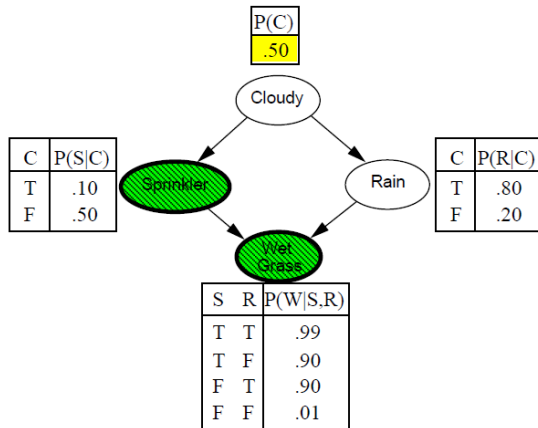 P(C)
.50
Cloudy
C P(S|C)
T .10
F .50
Sprinkler
Rain
C P(R|C)
T .80
F .20
Wet
Grass
S R P(W|S,R)
T T .99
T F .90
F T .90
F F .01